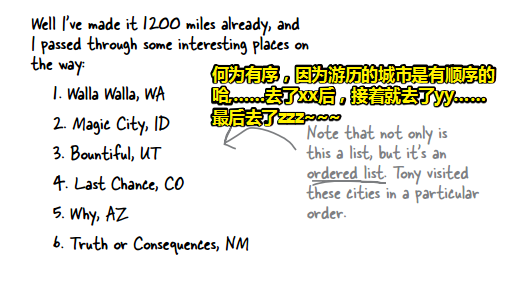 Well I've made it 1200 miles already, and
I passed through some interesting places on
the way:
1. Walla Walla, WA
2. Magic City, ID
3. Bountiful, UT
4. Last Chance, CO
5. Why, AZ
6. Truth or Consequences, NM
何为有序，因为游历的城市是有顺序的
哈......去了xx后，接着就去了yy......
最后去了zzz~~~
Note that not only is
this a list, but it's an
ordered list. Tony visited
these cities in a particular
order.